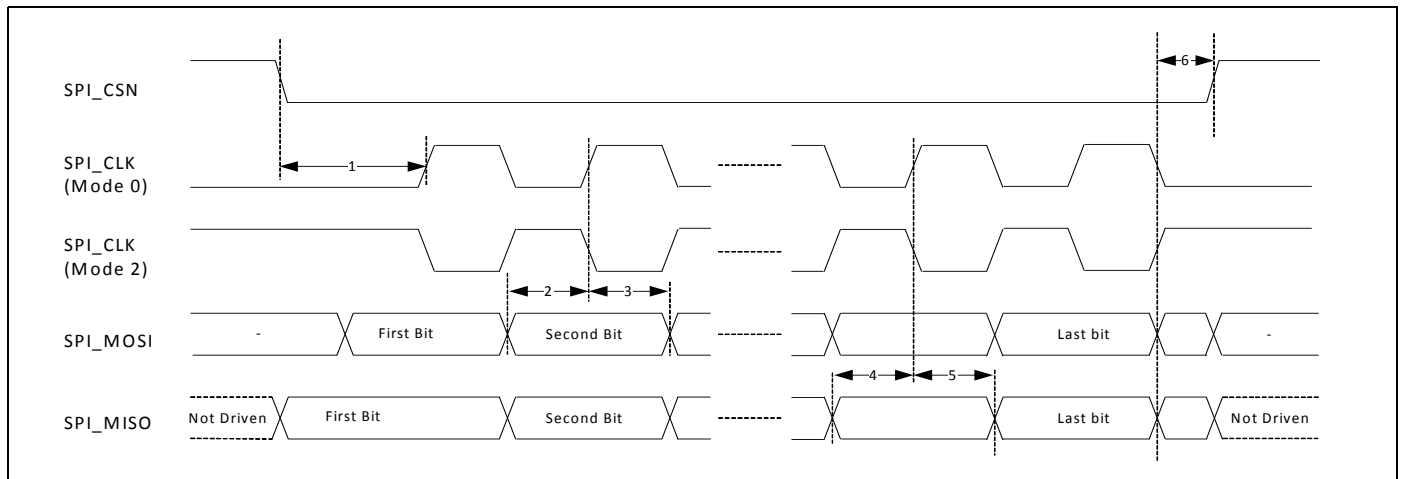 6
SPI_CSN
SPI_CLK
(Mode 0)
1
SPI_CLK
(Mode 2)
2 3
SPI_MOSI - First Bit Second Bit Last bit -
4 5
SPI_MISO Not Driven First Bit Second Bit Last bit Not Driven